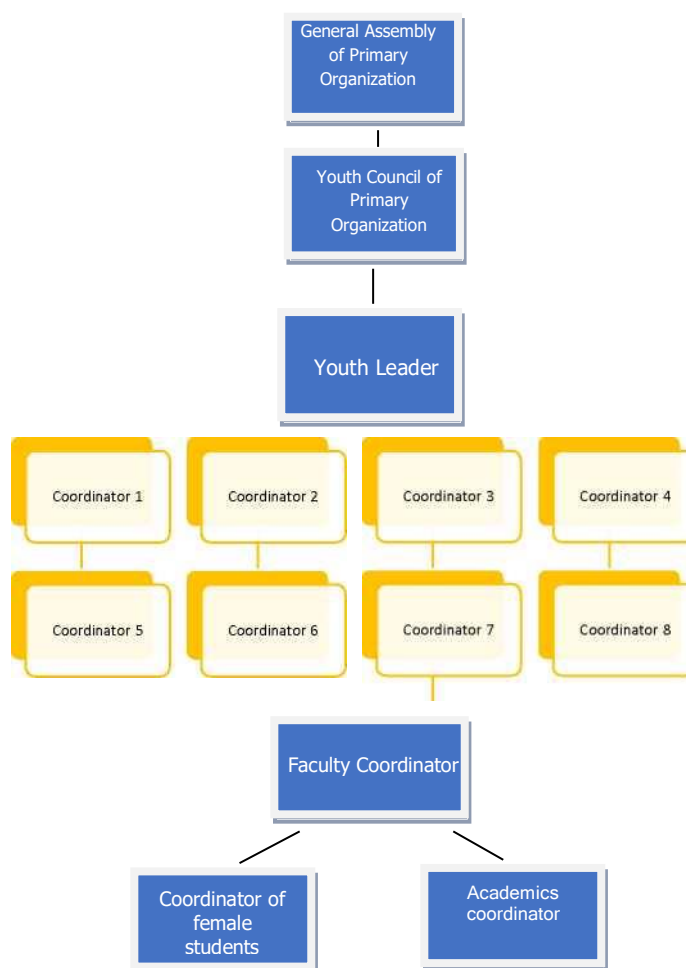 General Assembly
of Primary
Organization
Youth Council of
Primary
Organization
Youth Leader
Coordinator 1
Coordinator 2
Coordinator 3
Coordinator 4
Coordinator 5
Coordinator 6
Coordinator 7
Coordinator 8
Faculty Coordinator
Coordinator of
female
students
Academics
coordinator